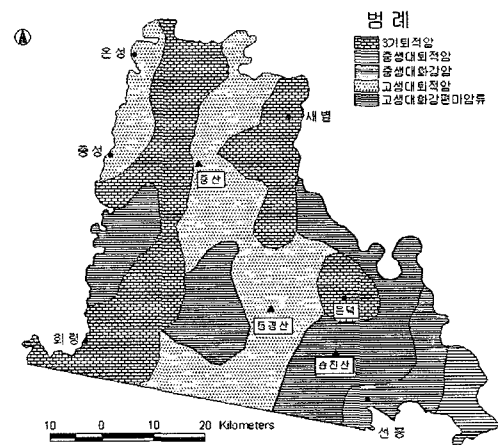 범 례
3기퇴적암
중생대퇴적암
중생대화강암
고생대퇴적암
고생대화강편마암류
온성
새별
종성
증산
은덕
회령
송진산
선봉
10 0 10 20 Kilometers